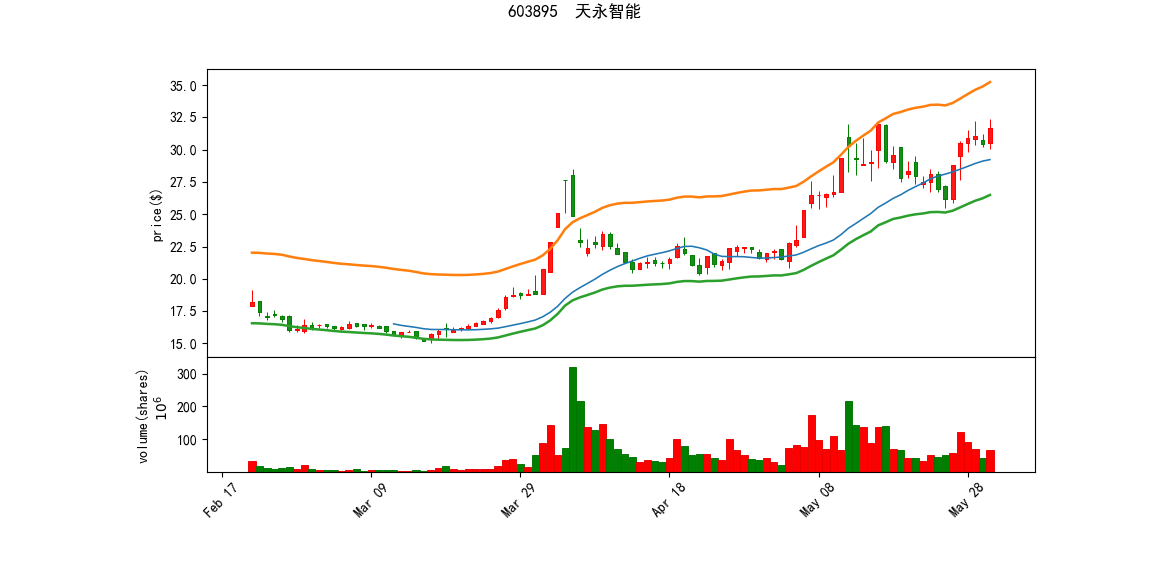 603895  天永智能
price($)
35.0
32.5
30.0
27.5
25.0
22.5
20.0
17.5
15.0
volume(shares)
10^6
300
200
100
Feb 17
Mar 09
Mar 29
Apr 18
May 08
May 28